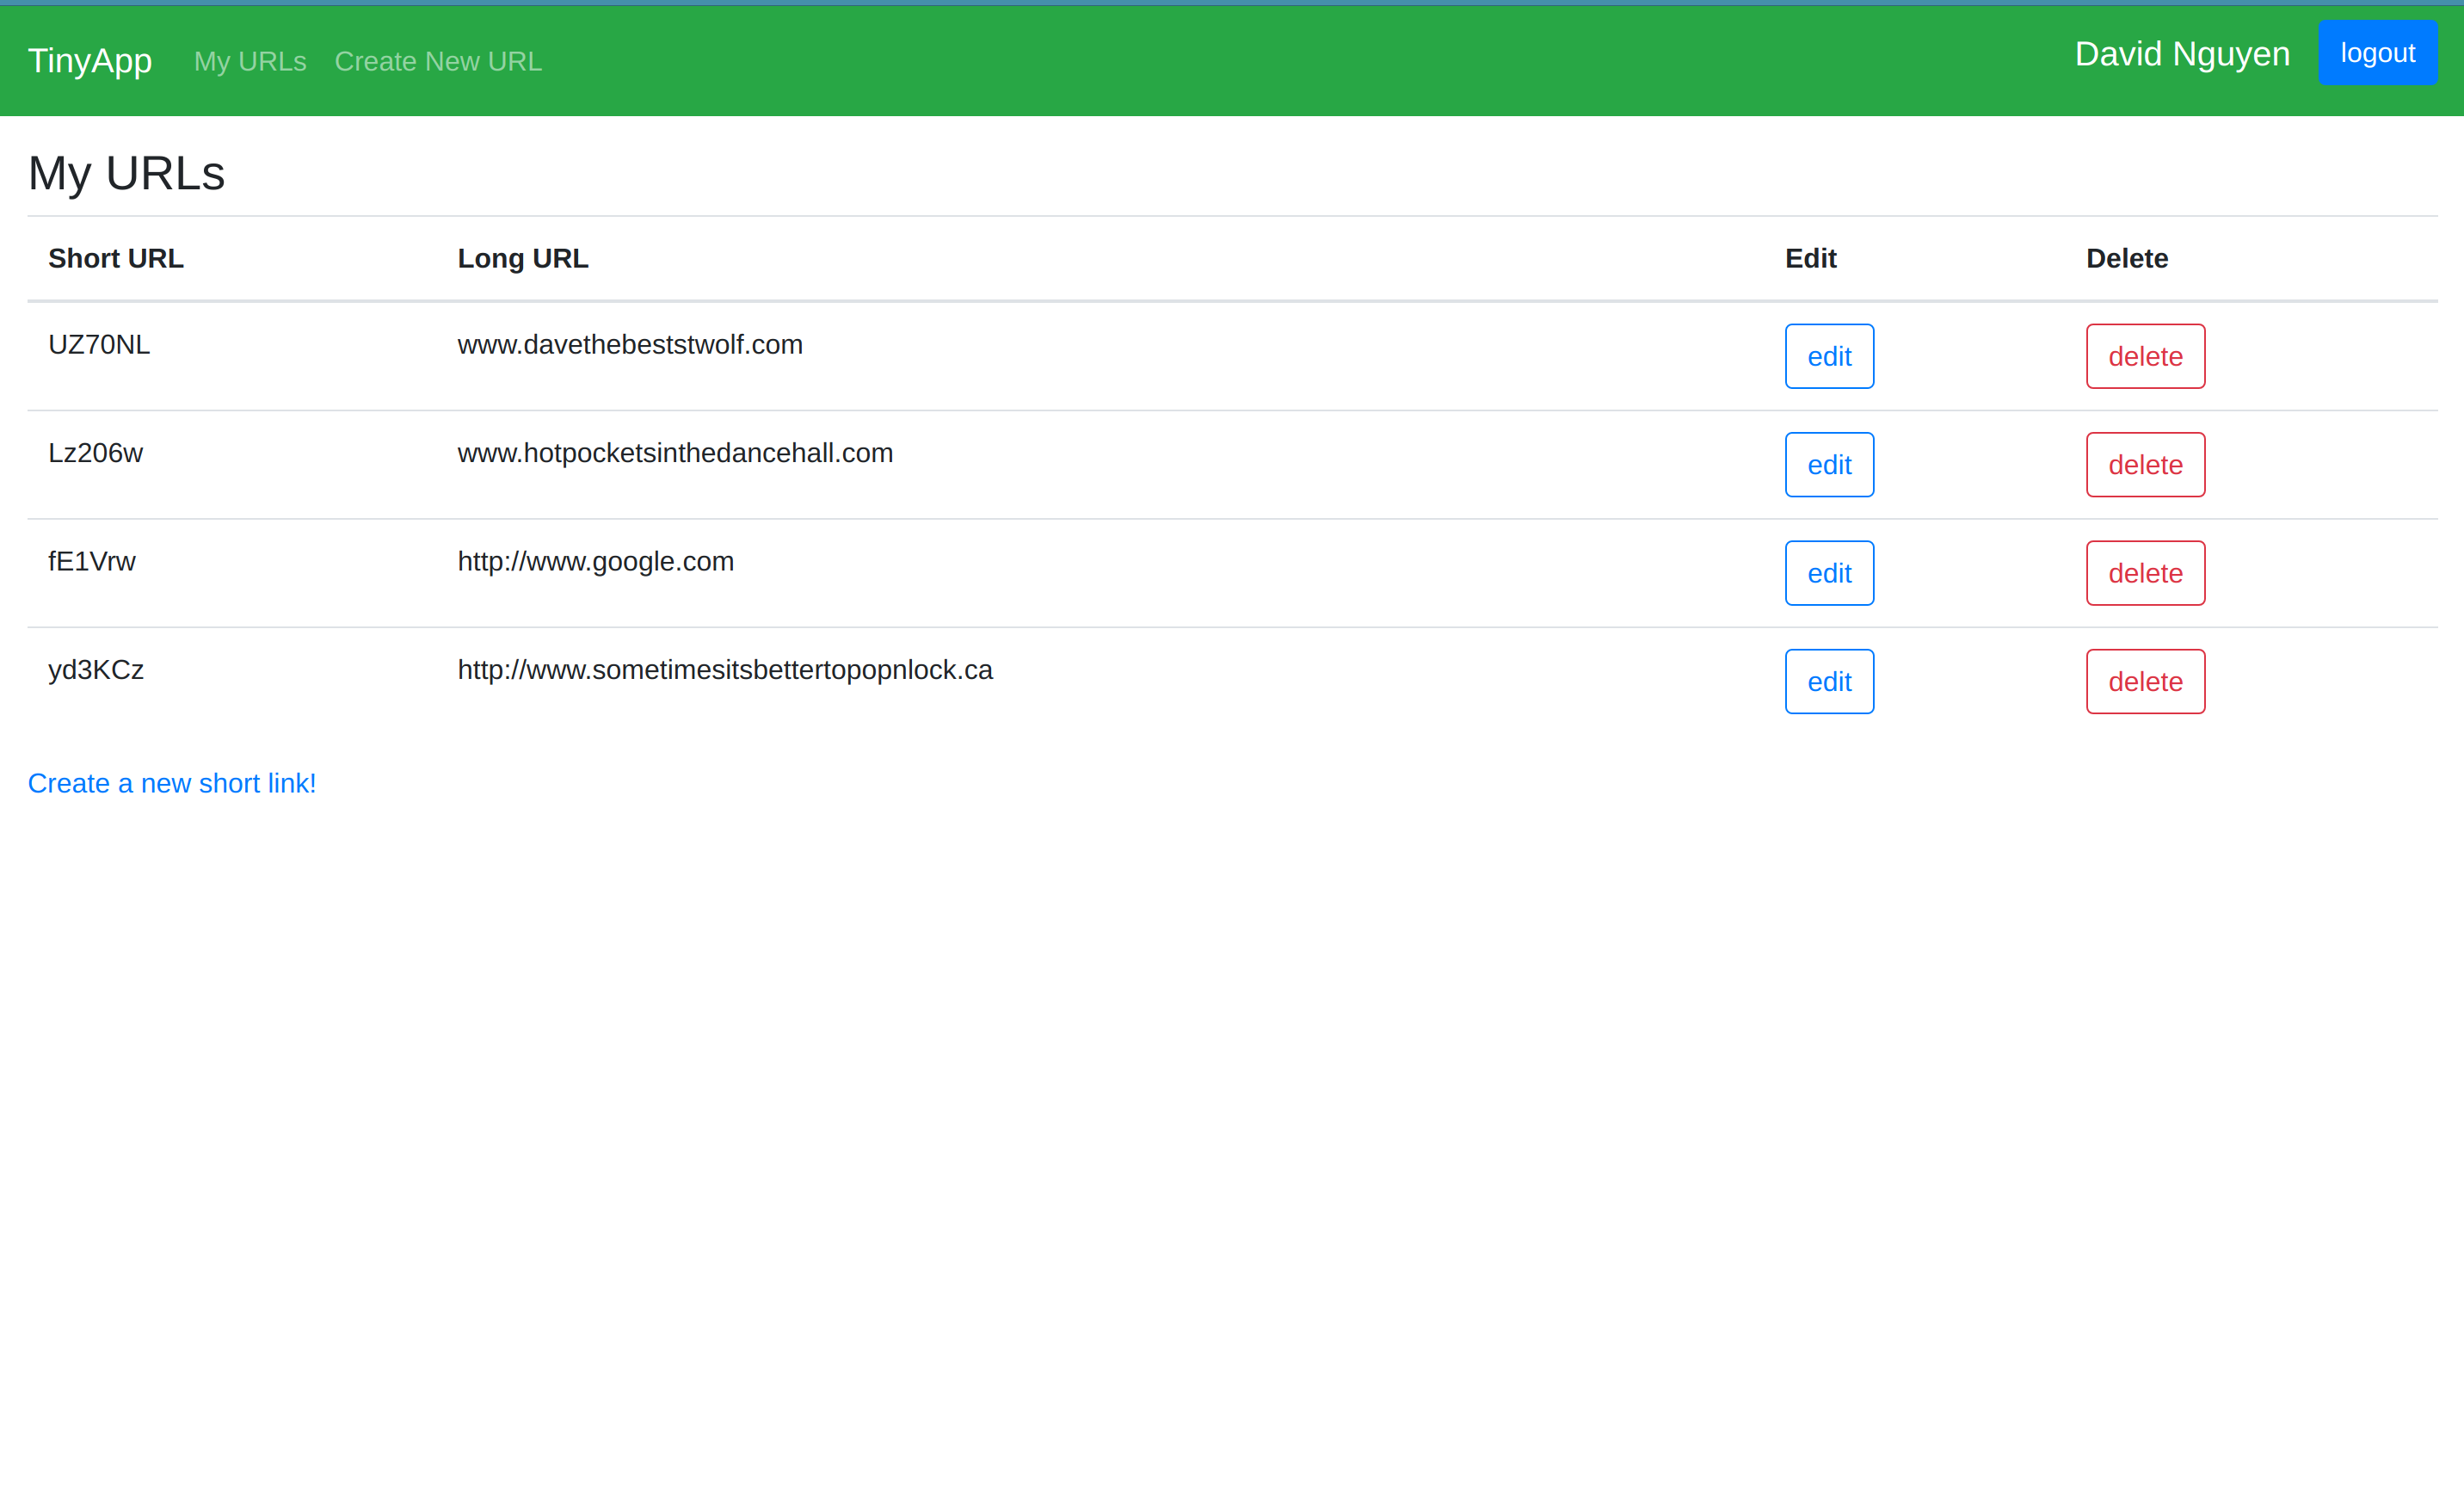 TinyApp My URLs Create New URL David Nguyen logout
My URLs
Short URL Long URL Edit Delete
UZ70NL www.davethebeststwolf.com edit delete
Lz206w www.hotpocketsinthedancehall.com edit delete
fE1Vrw http://www.google.com edit delete
yd3KCz http://www.sometimesitsbettertopopnlock.ca edit delete
Create a new short link!